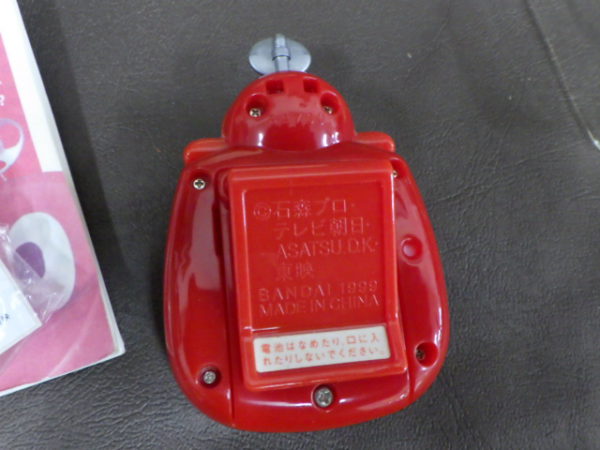 ©石森プロ・
テレビ朝日・
ASATSU.D.K・
東映
BANDAI 1999
MADE IN CHINA
電池はなめたり、口に入
れたりしないでください。
?